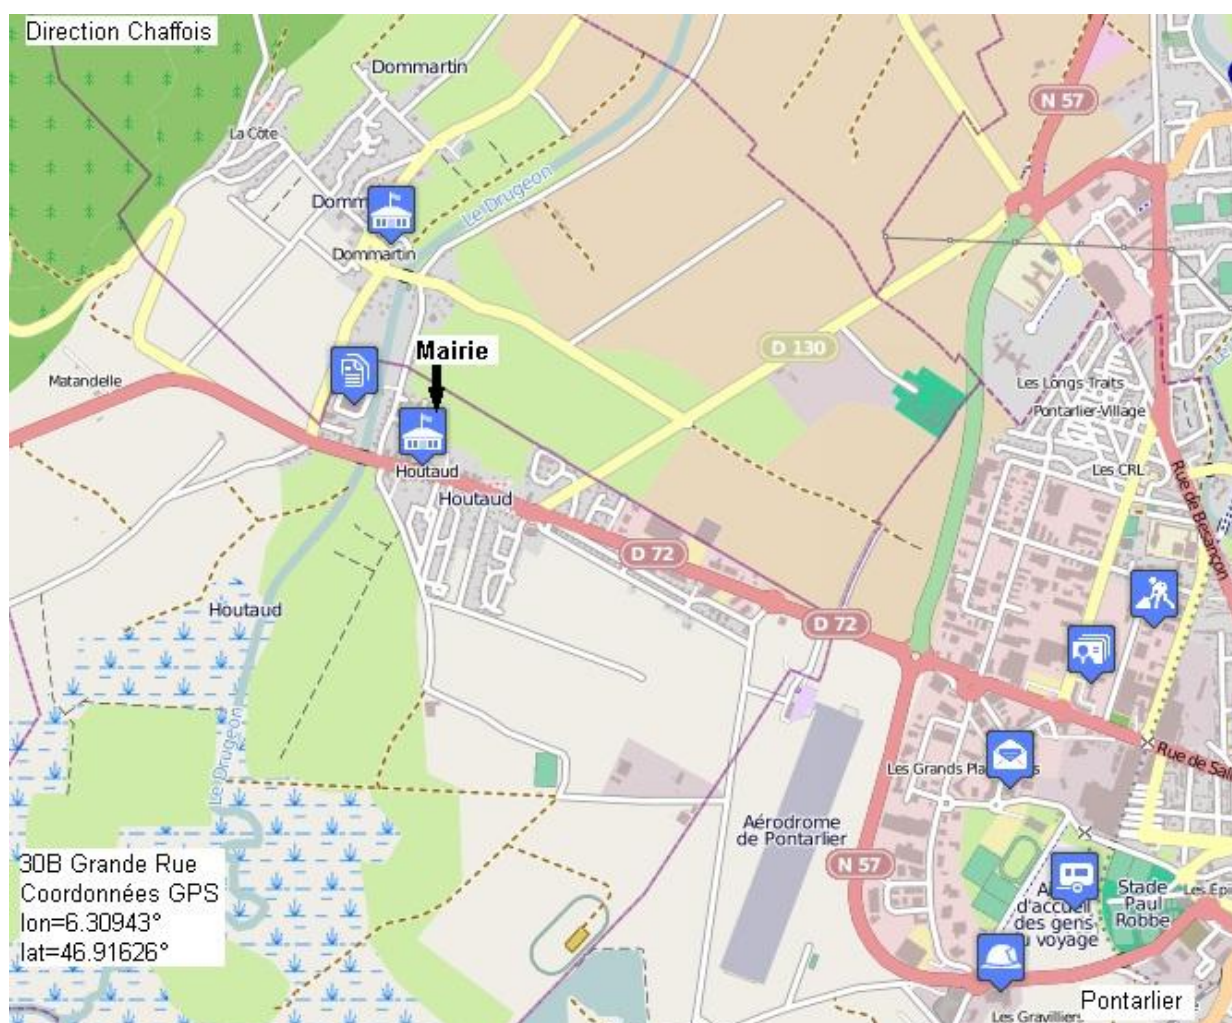 Direction Chaffois
Dommartin
N 57
La Côte
Le Drugeon
Dommartin
D 130
Mairie
Matandelle
Les Longs Traits
Pontarlier-Village
Houtaud
Les CRL
Houtaud
Rue de Besançon
D 72
Houtaud
D 72
Rue de
Les Grands
Le Drugeon
Aérodrome
de Pontarlier
30B Grande Rue
Coordonnées GPS
lon=6.30943°
lat=46.91626°
N 57
d'accueil
des gens
voyage
Stade
Paul
Robbe
Les
Pontarlier
Les Gravilliers